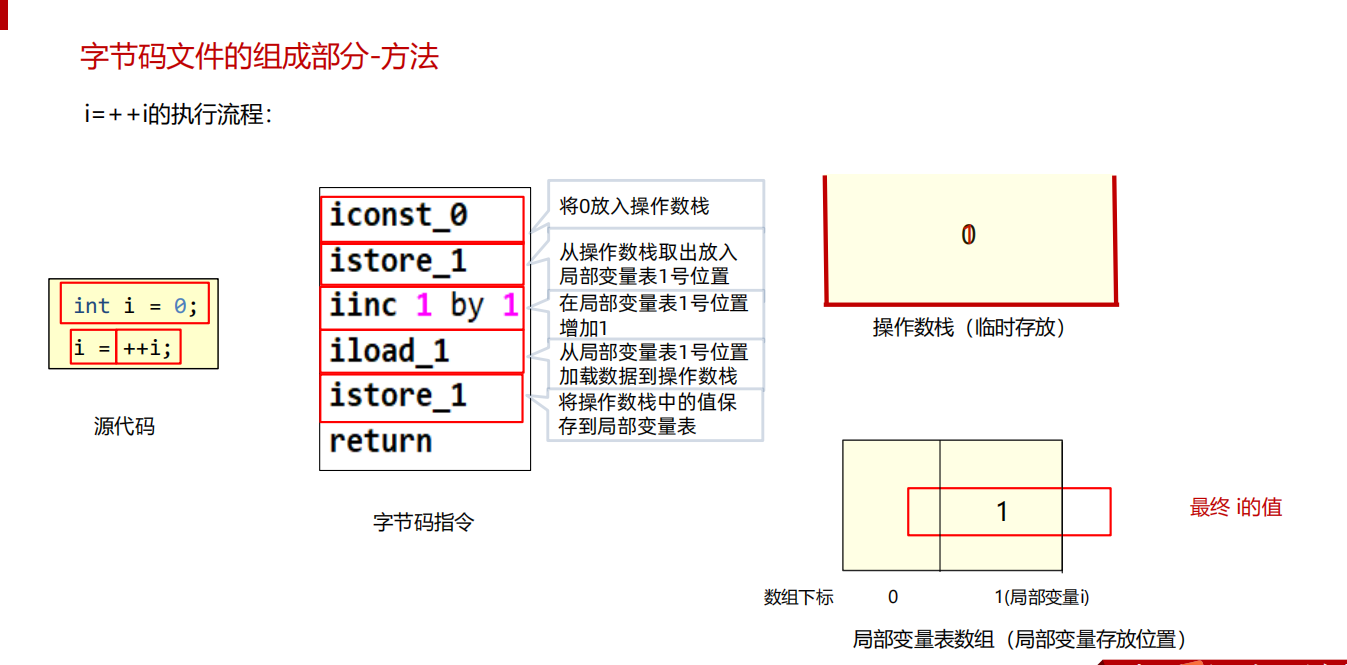 字节码文件的组成部分-方法
i=++i的执行流程：
int i = 0;
i = ++i;
源代码
iconst_0
istore_1
iinc 1 by 1
iload_1
istore_1
return
字节码指令
将0放入操作数栈
从操作数栈取出放入
局部变量表1号位置
在局部变量表1号位置
增加1
从局部变量表1号位置
加载数据到操作数栈
将操作数栈中的值保
存到局部变量表
操作数栈（临时存放）
1
最终 i的值
数组下标 0 1(局部变量i)
局部变量表数组（局部变量存放位置）